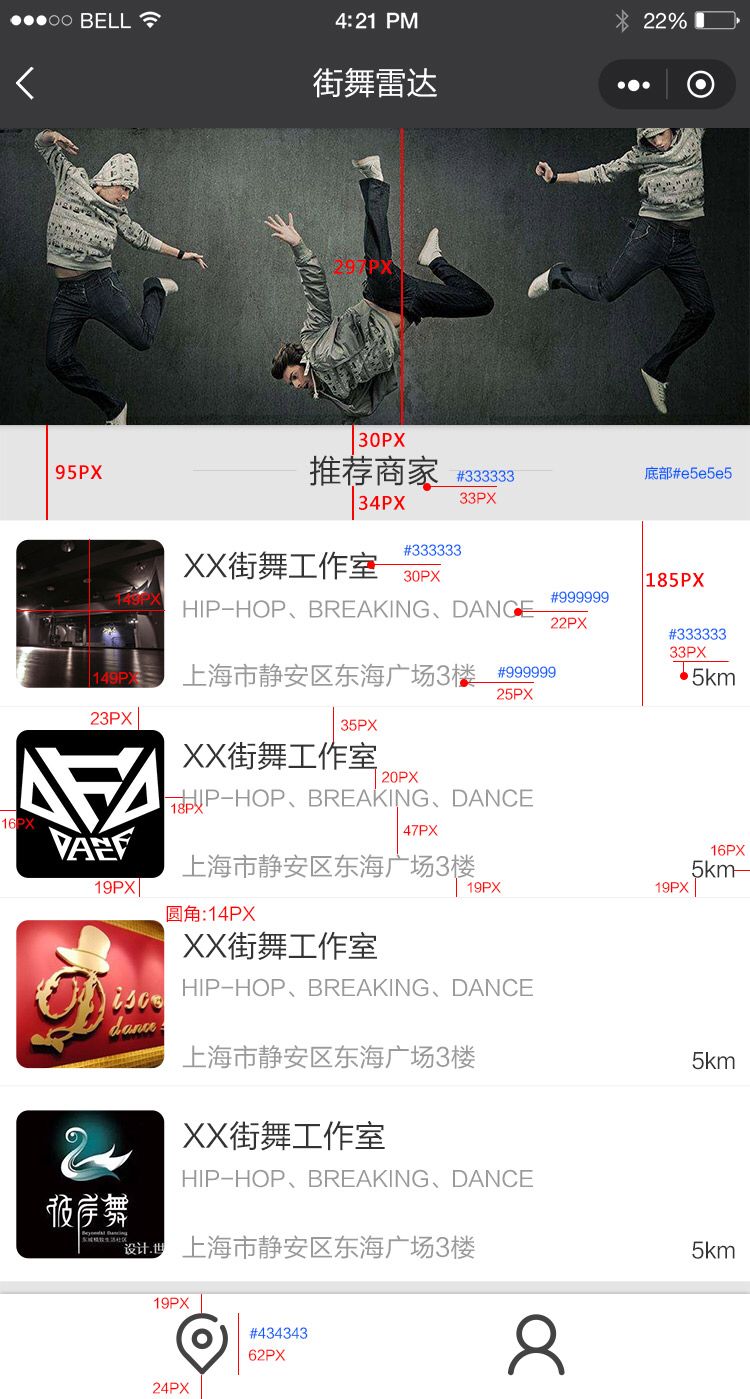 BELL 4:21 PM 22%
街舞雷达
297PX
30PX
95PX
推荐商家 #333333 底部#e5e5e5
33PX
34PX
XX街舞工作室 #333333
30PX
185PX
149PX
HIP-HOP、BREAKING、DANCE #999999
22PX
#333333
33PX
上海市静安区东海广场3楼 #999999
5km
149PX
25PX
23PX
35PX
XX街舞工作室
20PX
HIP-HOP、BREAKING、DANCE
18PX
16PX
47PX
DANCE
16PX
上海市静安区东海广场3楼
5km
19PX
19PX
19PX
圆角:14PX
XX街舞工作室
HIP-HOP、BREAKING、DANCE
Disco
dance
上海市静安区东海广场3楼
5km
XX街舞工作室
HIP-HOP、BREAKING、DANCE
彼岸舞
设计.世
上海市静安区东海广场3楼
5km
19PX
#434343
62PX
24PX